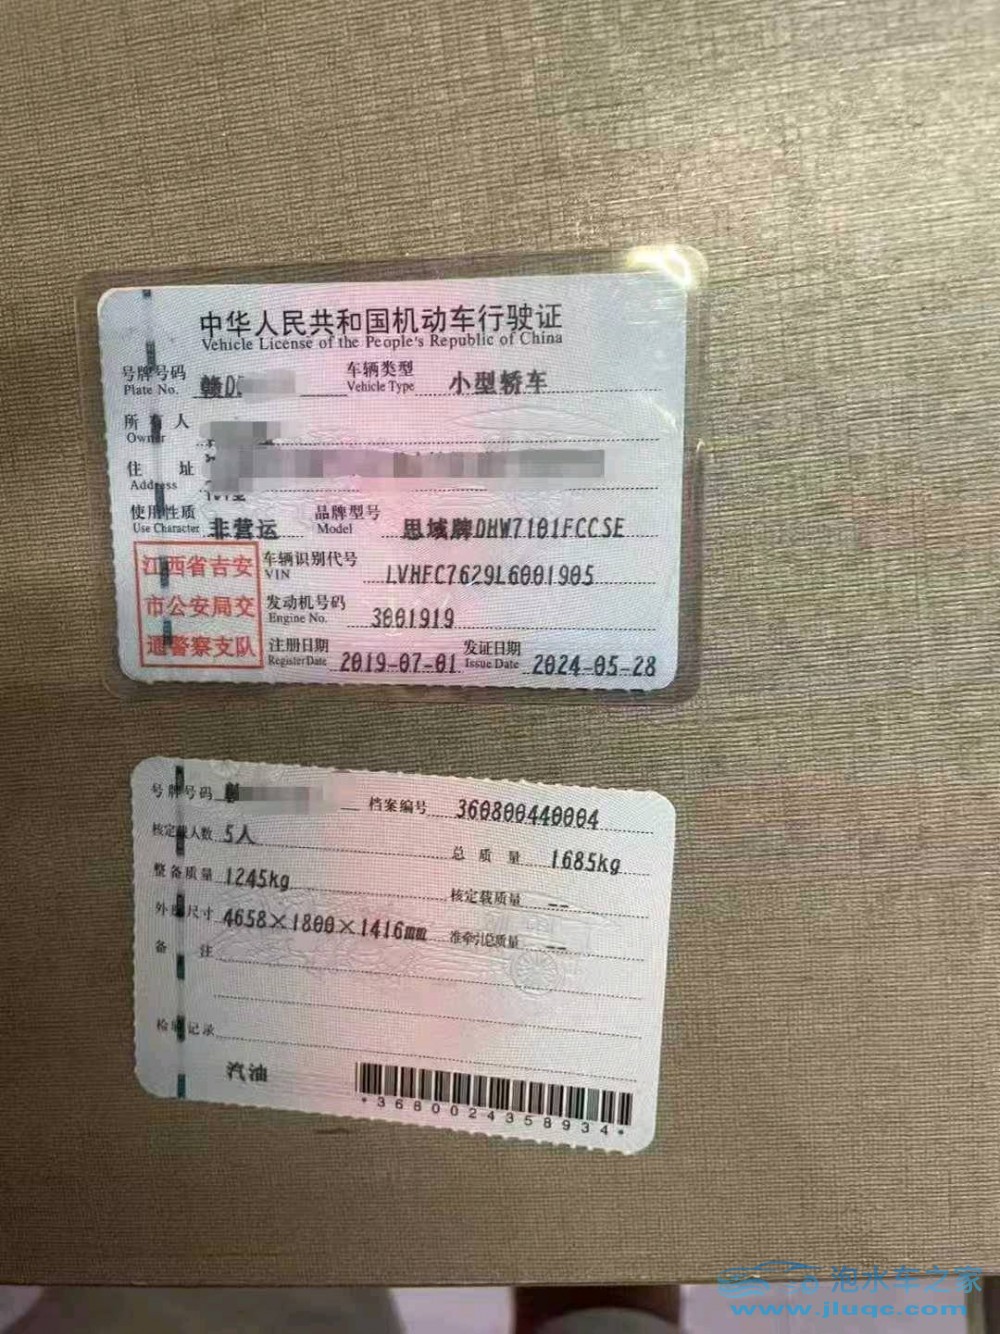 中华人民共和国机动车行驶证
Vehicle License of the People's Republic of China
号牌号码 赣D 车辆类型 小型轿车
Plate No. Vehicle Type
所有人
Owner
住址
Address
使用性质 非营运 品牌型号 思域牌DHW7101FCCSE
Use Character Model
江西省吉安
市公安局交
通警察支队
车辆识别代号 LVHFC7629L6001905
VIN
发动机号码 3001919
Engine No.
注册日期 2019-07-01 发证日期 2024-05-28
Register Date Issue Date
号牌号码 档案编号 360800440004
核定载人数 5人 总质量 1685kg
整备质量 1245kg 核定载质量 --
外廓尺寸 4658×1800×1416mm 准牵引总质量 --
备注
检验记录
汽油
*3680024358934*
泡水车之家
www.jluqc.com